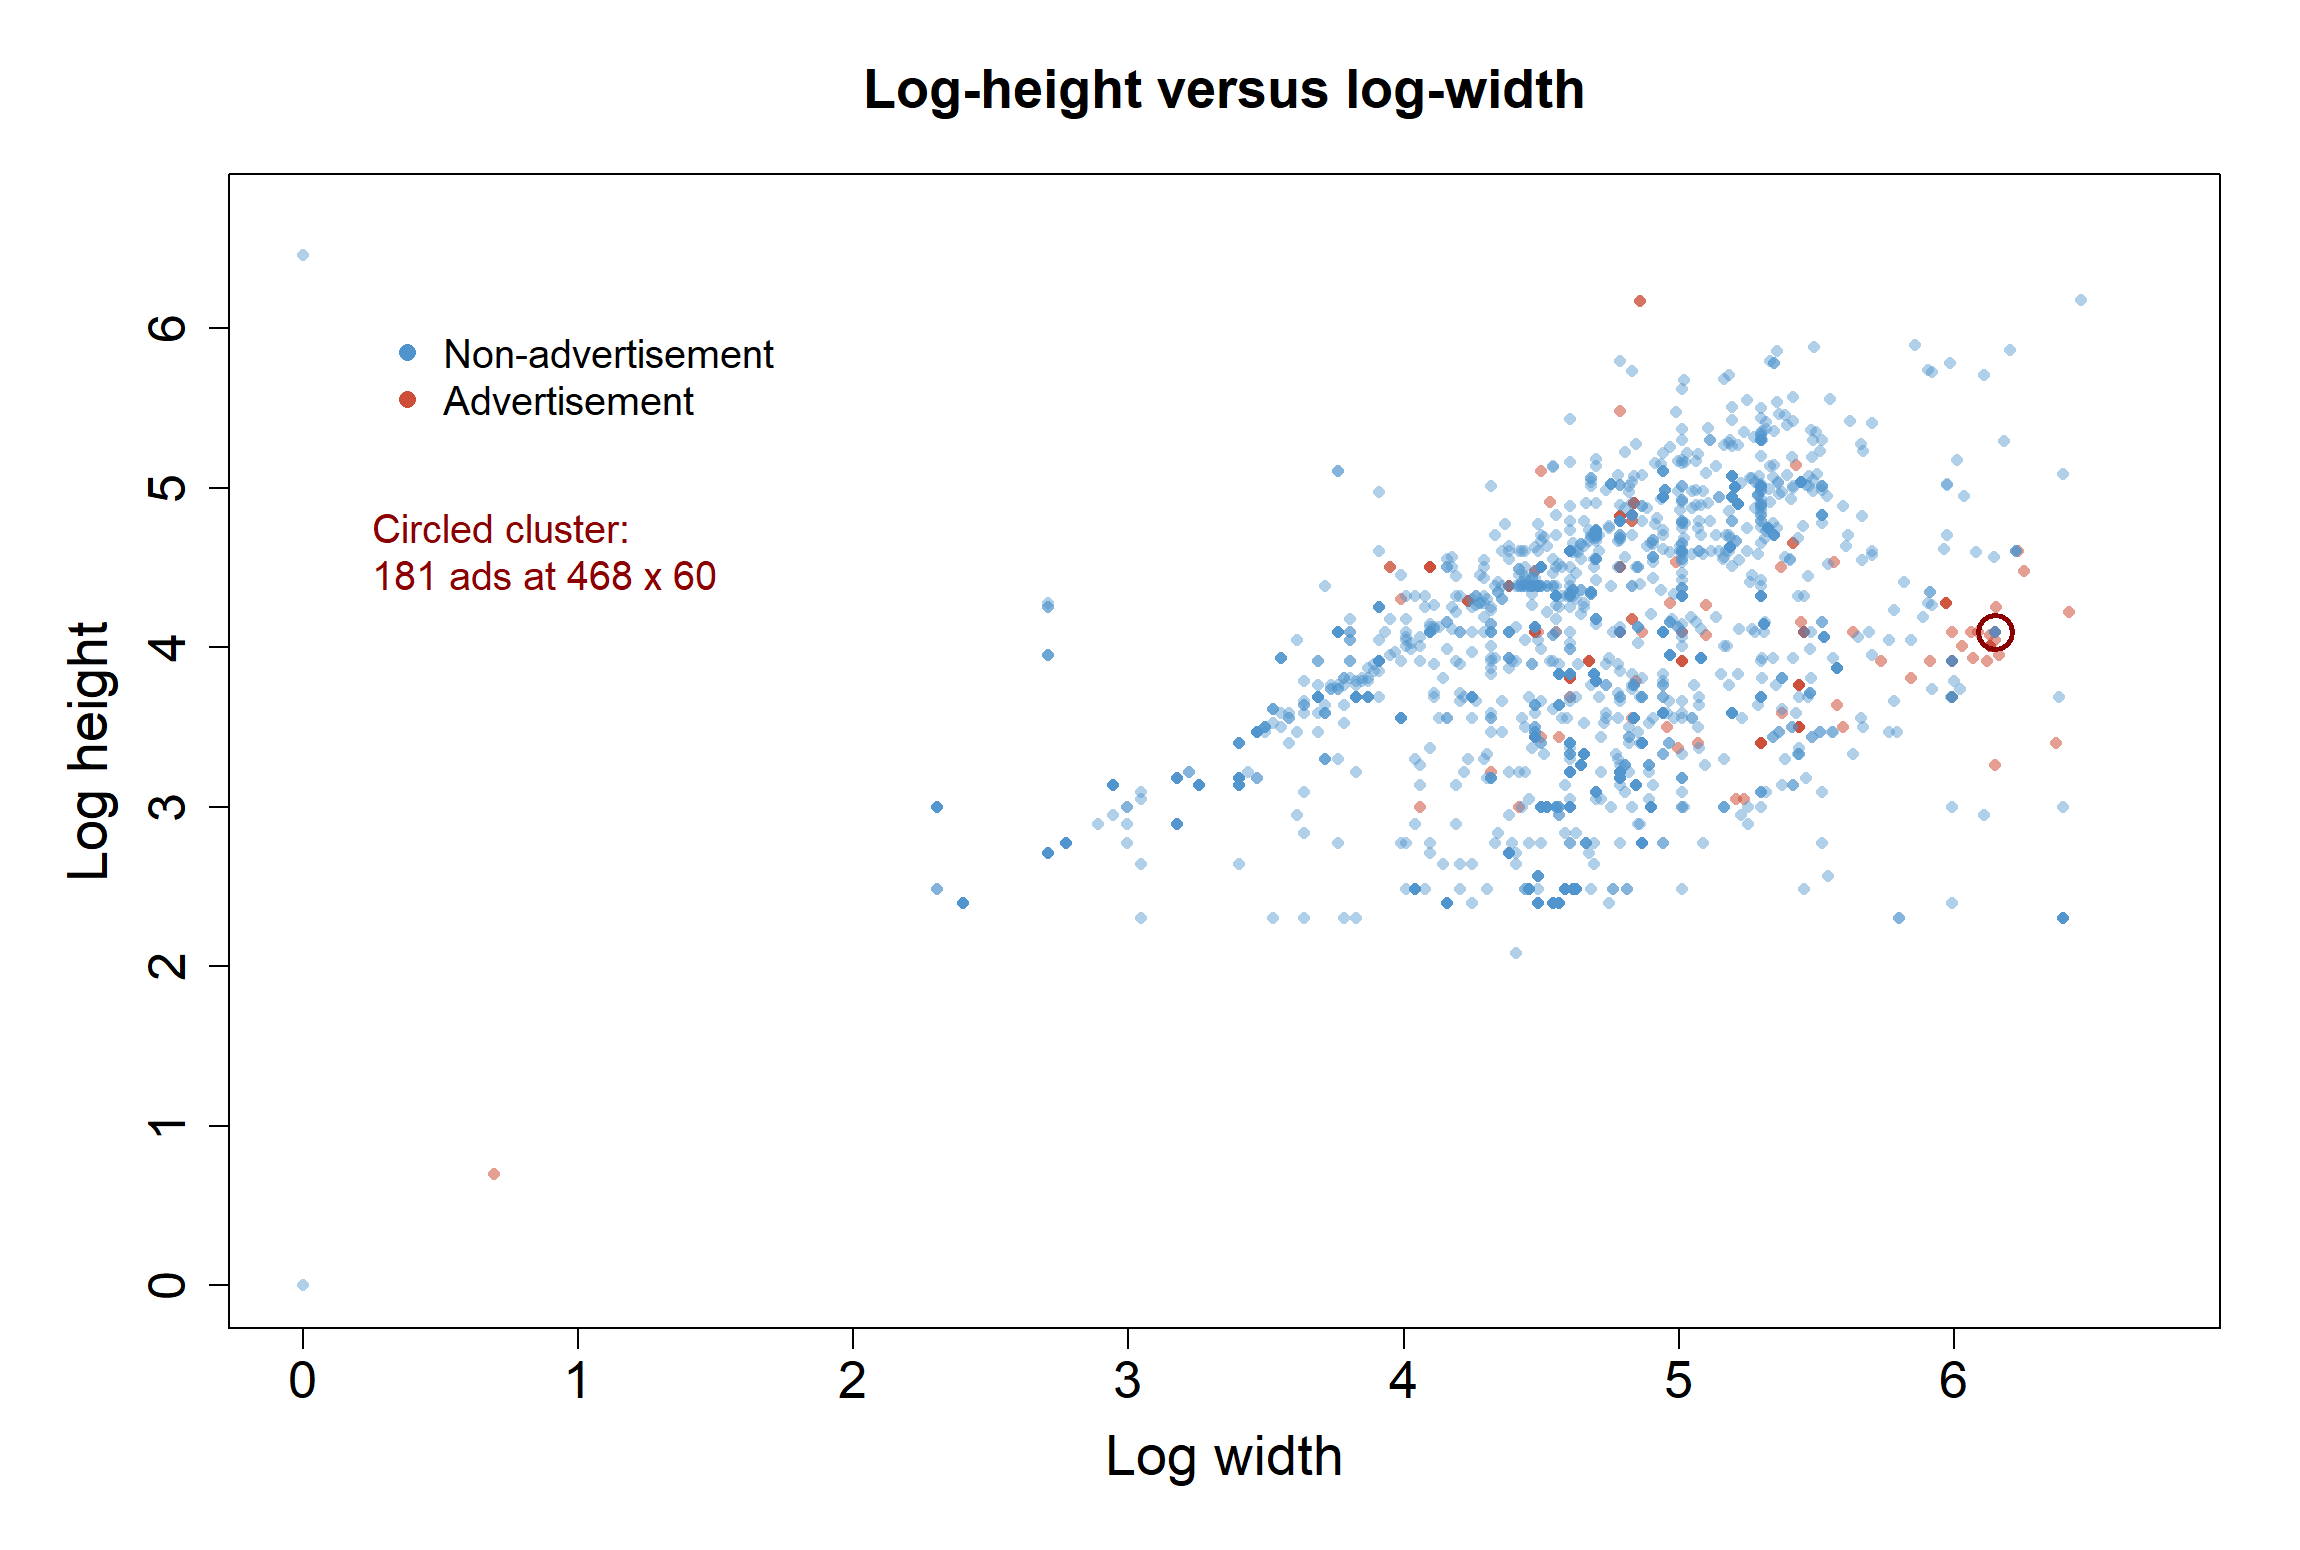 Log-height versus log-width
Non-advertisement
Advertisement
Circled cluster:
181 ads at 468 x 60
Log height
6
5
4
3
2
1
0
0 1 2 3 4 5 6
Log width